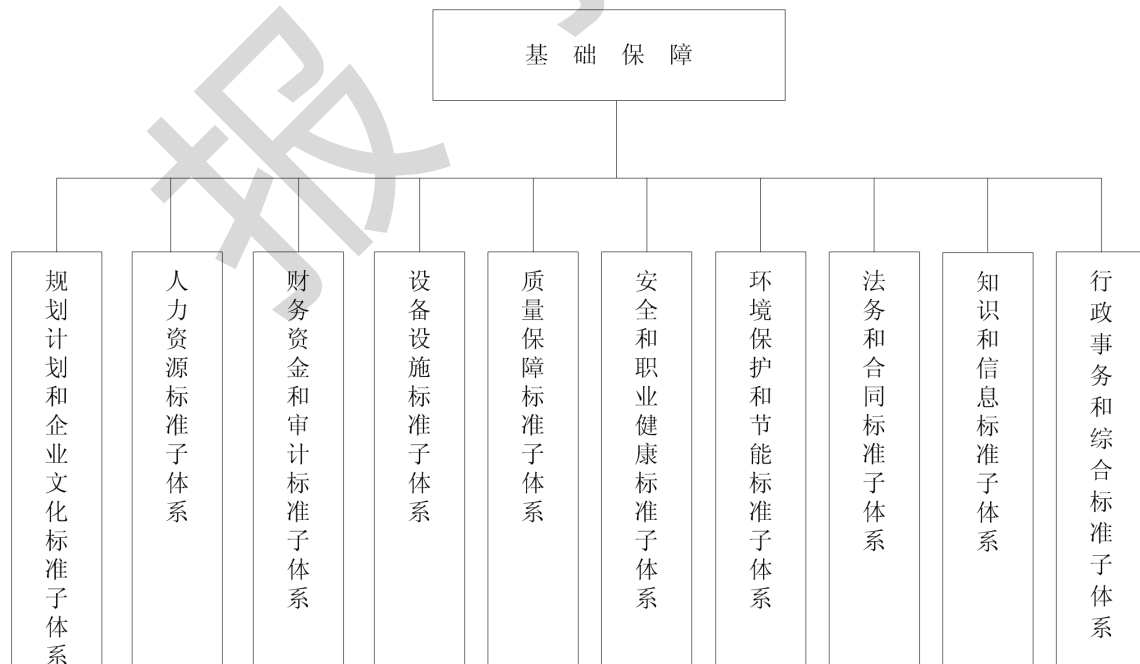 基础保障
规划计划和企业文化标准子体系
人力资源标准子体系
财务资金和审计标准子体系
设备设施标准子体系
质量保障标准子体系
安全和职业健康标准子体系
环境保护和节能标准子体系
法务和合同标准子体系
知识和信息标准子体系
行政事务和综合标准子体系
报